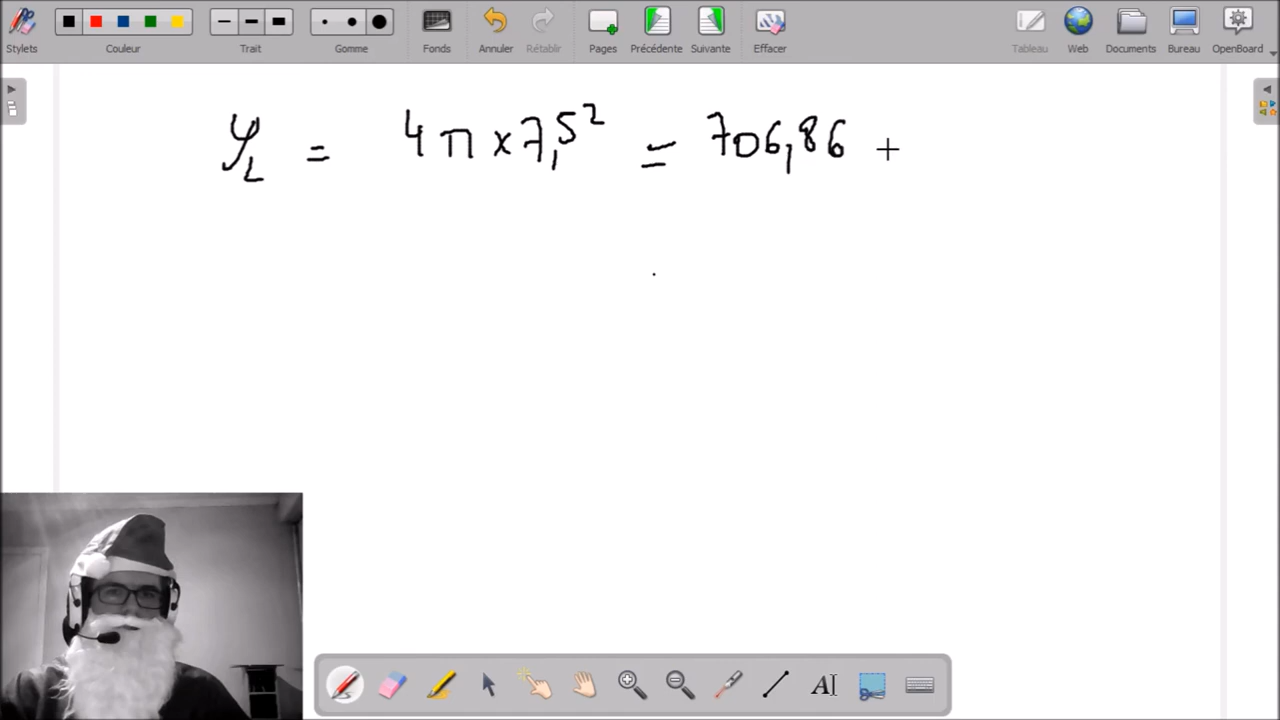 Stylets Couleur Trait Gomme Fonds Annuler Rétablir Pages Précédente Suivante Effacer Tableau Web Documents Bureau OpenBoard
𝒮L = 4π×7,5² = 706,86
A